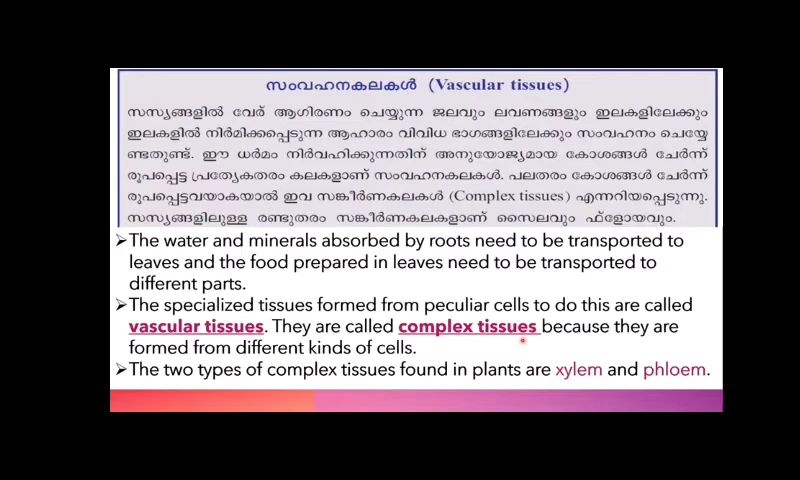 സംവഹനകലകൾ (Vascular tissues)
സസ്യങ്ങളിൽ വേര് ആഗിരണം ചെയ്യുന്ന ജലവും ലവണങ്ങളും ഇലകളിലേക്കും
ഇലകളിൽ നിർമിക്കപ്പെടുന്ന ആഹാരം വിവിധ ഭാഗങ്ങളിലേക്കും സംവഹനം ചെയ്യേ
ണ്ടതുണ്ട്. ഈ ധർമം നിർവഹിക്കുന്നതിന് അനുയോജ്യമായ കോശങ്ങൾ ചേർന്ന്
രൂപപ്പെട്ട പ്രത്യേകതരം കലകളാണ് സംവഹനകലകൾ. പലതരം കോശങ്ങൾ ചേർന്ന്
രൂപപ്പെട്ടവയാകയാൽ ഇവ സങ്കീർണകലകൾ (Complex tissues) എന്നറിയപ്പെടുന്നു.
സസ്യങ്ങളിലുള്ള രണ്ടുതരം സങ്കീർണകലകളാണ് സൈലവും ഫ്ളോയവും.
➤The water and minerals absorbed by roots need to be transported to
leaves and the food prepared in leaves need to be transported to
different parts.
➤The specialized tissues formed from peculiar cells to do this are called
vascular tissues. They are called complex tissues because they are
formed from different kinds of cells.
➤The two types of complex tissues found in plants are xylem and phloem.